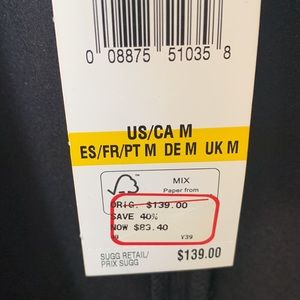 0 08875 51035 8
US/CA M
ES/FR/PT M DE M UK M
MIX
Paper from
ORIG. $139.00
SAVE 40%
NOW $83.40
V39
SUGG RETAIL/
PRIX SUGG
$139.00